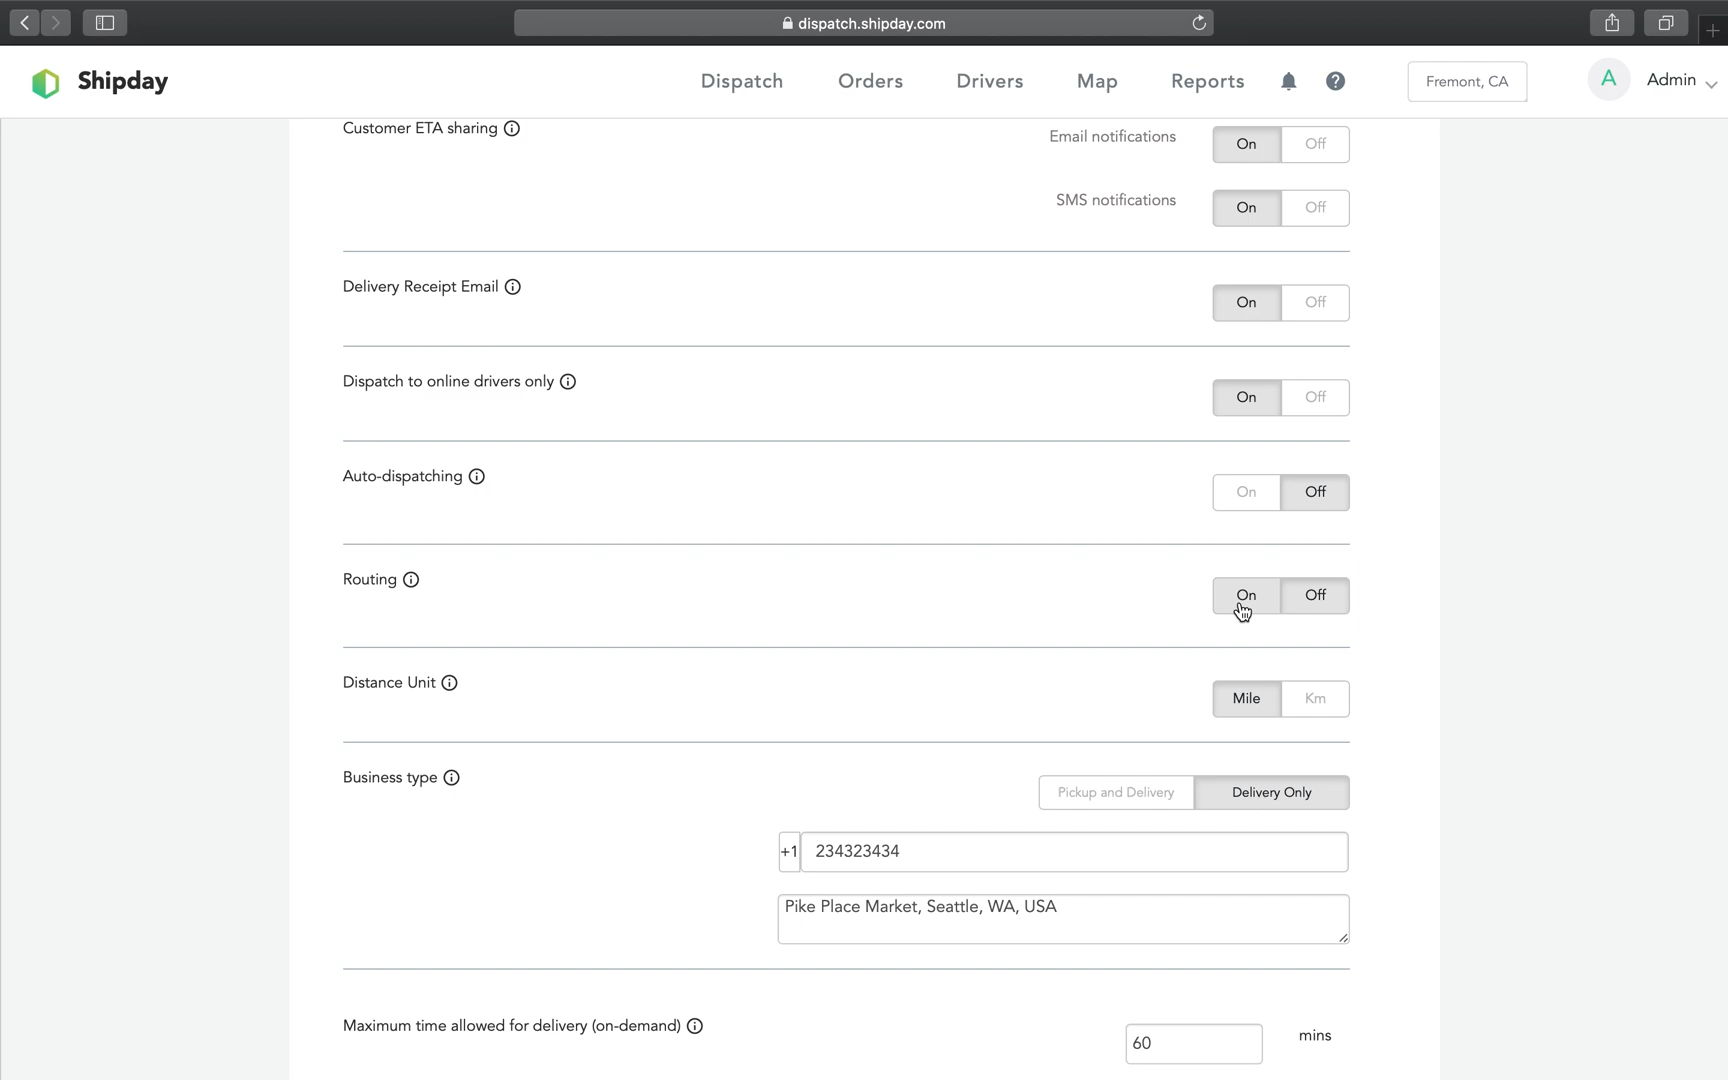 dispatch.shipday.com
Shipday
Dispatch
Orders
Drivers
Map
Reports
Fremont, CA
A
Admin
Customer ETA sharing
Email notifications
On
Off
SMS notifications
On
Off
Delivery Receipt Email
On
Off
Dispatch to online drivers only
On
Off
Auto-dispatching
On
Off
Routing
On
Off
Distance Unit
Mile
Km
Business type
Pickup and Delivery
Delivery Only
+1
234323434
Pike Place Market, Seattle, WA, USA
Maximum time allowed for delivery (on-demand)
60
mins